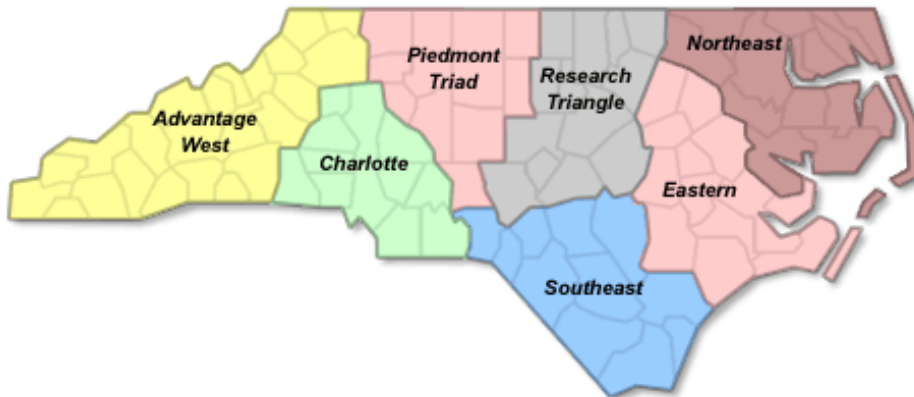 Northeast
Piedmont
Triad
Research
Triangle
Advantage
West
Charlotte
Eastern
Southeast